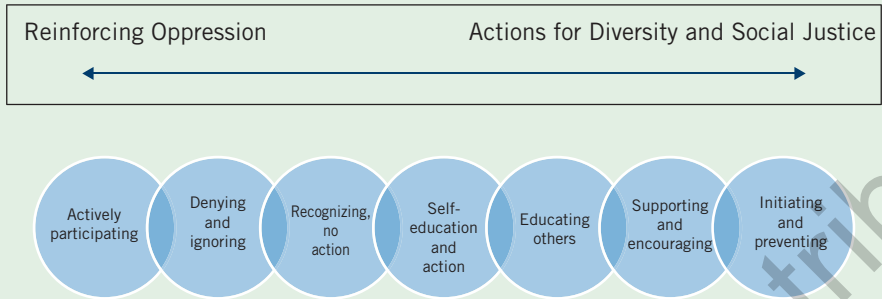 Reinforcing Oppression
Actions for Diversity and Social Justice
Actively
participating
Denying
and
ignoring
Recognizing,
no
action
Self-
education
and
action
Educating
others
Supporting
and
encouraging
Initiating
and
preventing